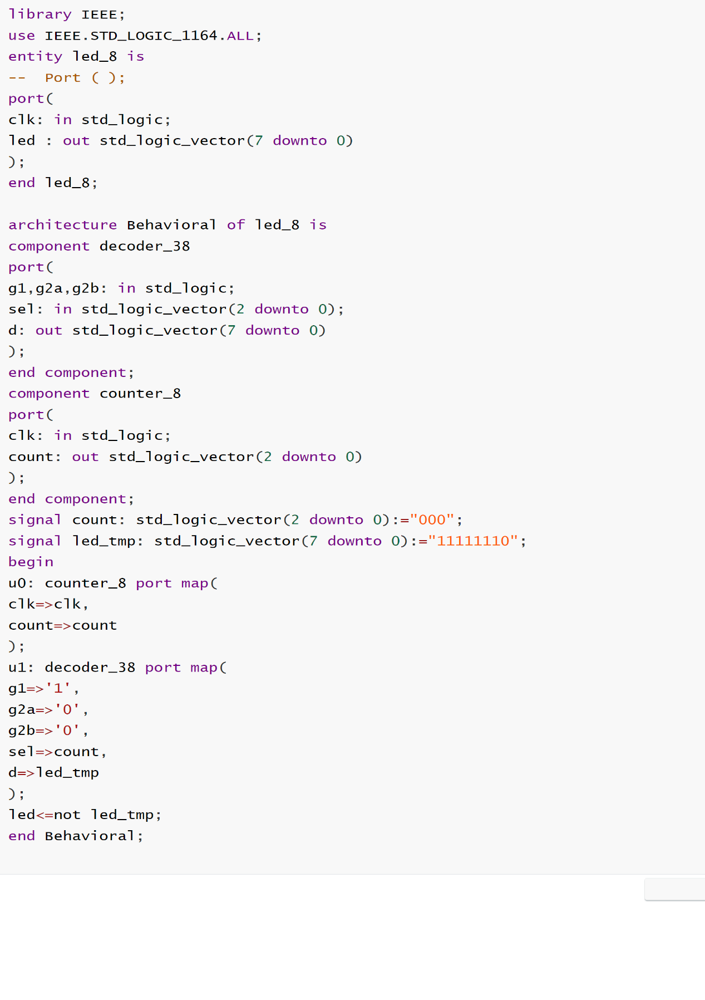 library IEEE;
use IEEE.STD_LOGIC_1164.ALL;
entity led_8 is
--  Port ( );
port(
clk: in std_logic;
led : out std_logic_vector(7 downto 0)
);
end led_8;

architecture Behavioral of led_8 is
component decoder_38
port(
g1,g2a,g2b: in std_logic;
sel: in std_logic_vector(2 downto 0);
d: out std_logic_vector(7 downto 0)
);
end component;
component counter_8
port(
clk: in std_logic;
count: out std_logic_vector(2 downto 0)
);
end component;
signal count: std_logic_vector(2 downto 0):="000";
signal led_tmp: std_logic_vector(7 downto 0):="11111110";
begin
u0: counter_8 port map(
clk=>clk,
count=>count
);
u1: decoder_38 port map(
g1=>'1',
g2a=>'0',
g2b=>'0',
sel=>count,
d=>led_tmp
);
led<=not led_tmp;
end Behavioral;